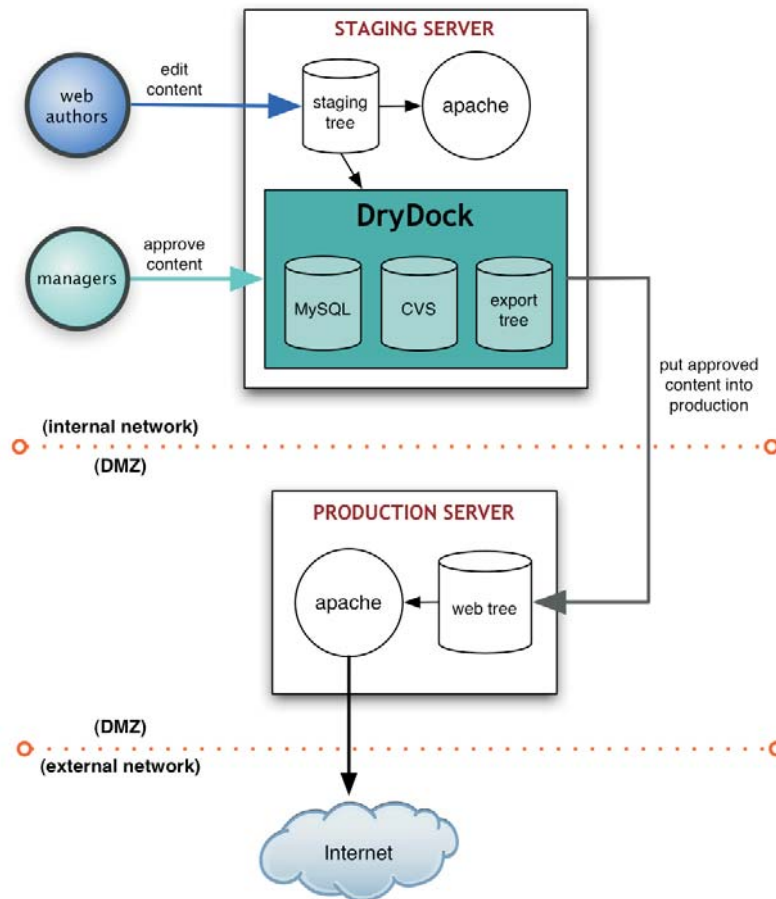 STAGING SERVER
web
authors
edit
content
staging
tree
apache
DryDock
managers
approve
content
MySQL
CVS
export
tree
put approved
content into
production
(internal network)
(DMZ)
PRODUCTION SERVER
apache
web tree
(DMZ)
(external network)
Internet